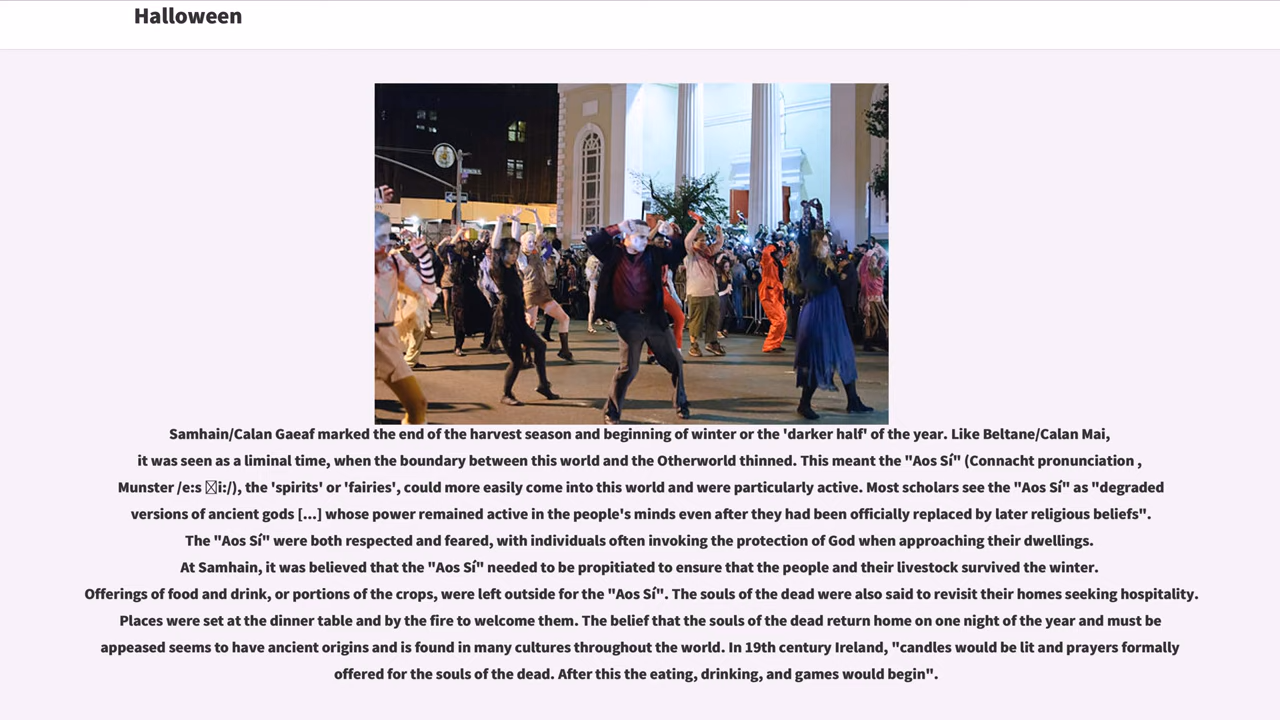 Halloween
Samhain/Calan Gaeaf marked the end of the harvest season and beginning of winter or the 'darker half' of the year. Like Beltane/Calan Mai,
it was seen as a liminal time, when the boundary between this world and the Otherworld thinned. This meant the "Aos Sí" (Connacht pronunciation ,
Munster /e:s i:/), the 'spirits' or 'fairies', could more easily come into this world and were particularly active. Most scholars see the "Aos Sí" as "degraded
versions of ancient gods [...] whose power remained active in the people's minds even after they had been officially replaced by later religious beliefs".
The "Aos Sí" were both respected and feared, with individuals often invoking the protection of God when approaching their dwellings.
At Samhain, it was believed that the "Aos Sí" needed to be propitiated to ensure that the people and their livestock survived the winter.
Offerings of food and drink, or portions of the crops, were left outside for the "Aos Sí". The souls of the dead were also said to revisit their homes seeking hospitality.
Places were set at the dinner table and by the fire to welcome them. The belief that the souls of the dead return home on one night of the year and must be
appeased seems to have ancient origins and is found in many cultures throughout the world. In 19th century Ireland, "candles would be lit and prayers formally
offered for the souls of the dead. After this the eating, drinking, and games would begin".